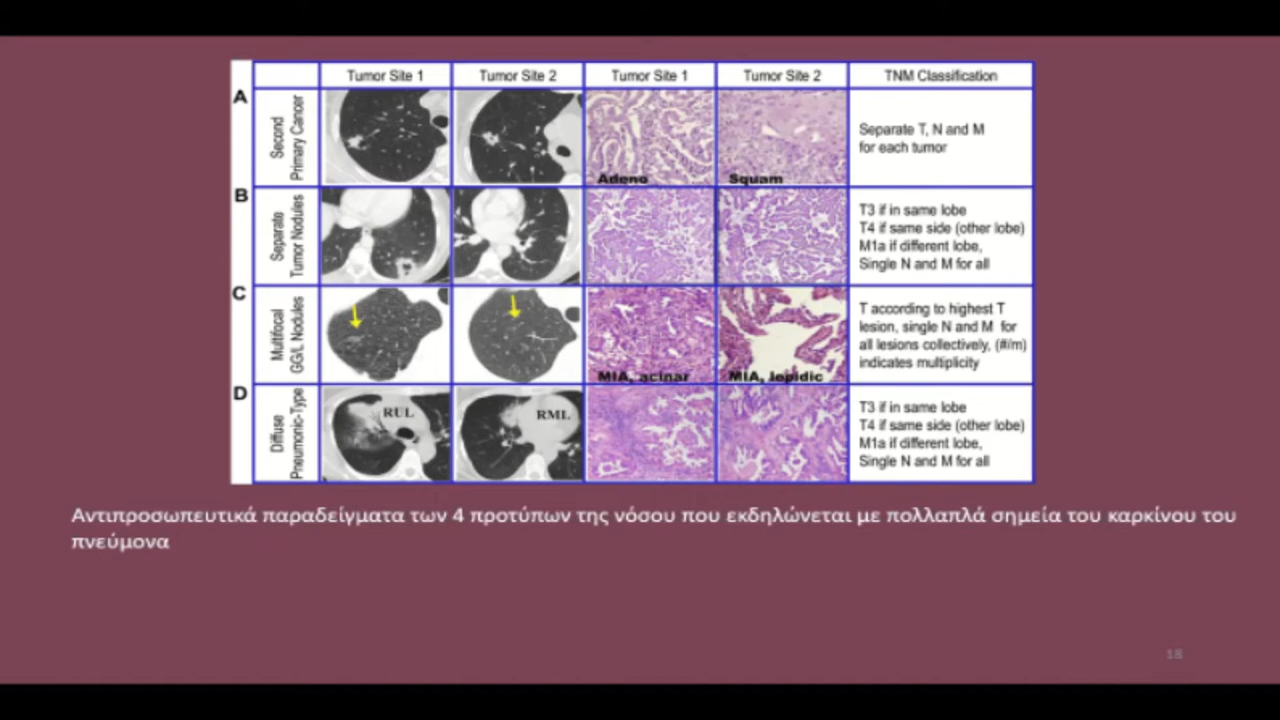 Tumor Site 1
Tumor Site 2
Tumor Site 1
Tumor Site 2
TNM Classification
A
Second
Primary Cancer
Adeno
Squam
Separate T, N and M
for each tumor
B
Separate
Tumor Nodules
T3 if in same lobe
T4 if same side (other lobe)
M1a if different lobe,
Single N and M for all
C
Multifocal
GG/L Nodules
MIA, acinar
MIA, lepidic
T according to highest T
lesion, single N and M for
all lesions collectively, (#/m)
indicates multiplicity
D
Diffuse
Pneumonic-Type
RUL
RML
T3 if in same lobe
T4 if same side (other lobe)
M1a if different lobe,
Single N and M for all
Αντιπροσωπευτικά παραδείγματα των 4 προτύπων της νόσου που εκδηλώνεται με πολλαπλά σημεία του καρκίνου του
πνεύμονα
18